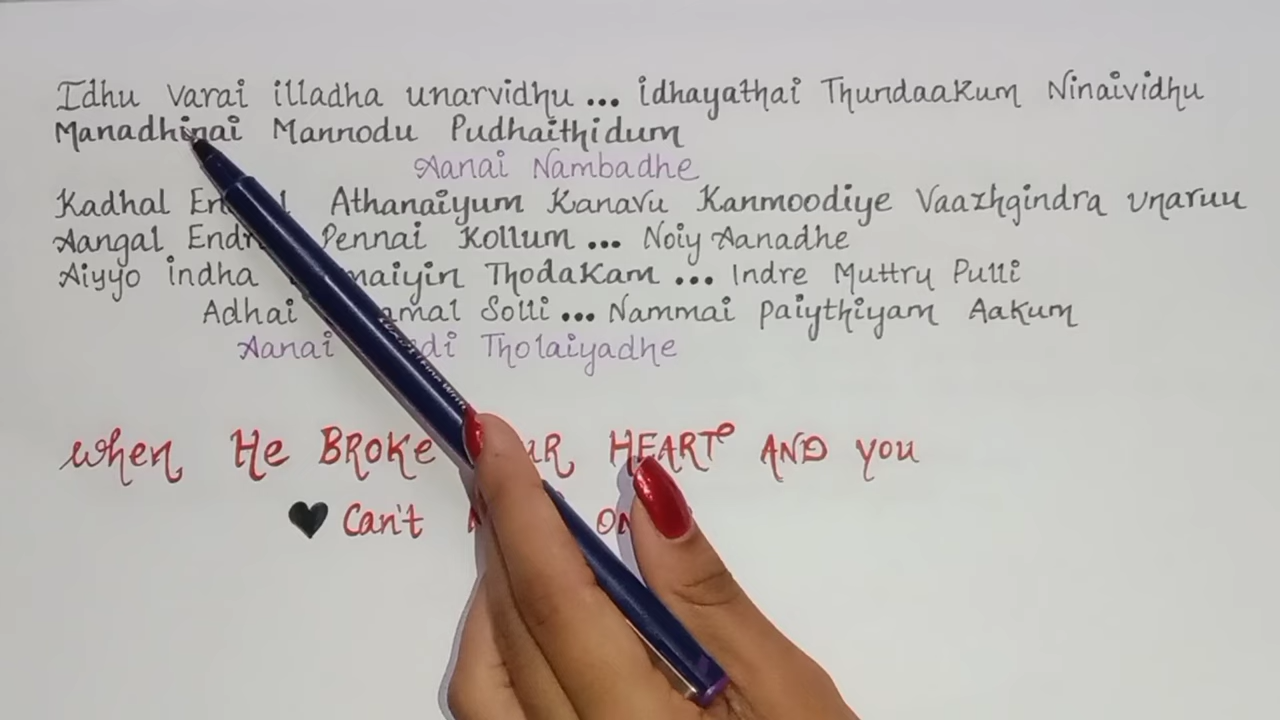 Idhu Varai illadha unarvidhu ... idhayathai Thundaakum Ninaividhu
Manadhinai Mannodu Pudhaithidum
Aanai Nambadhe
Kadhal Athanaiyum Kanavu Kanmoodiye Vaazhgindra unaruu
Aangal Pennai Kollum ... Noiy Aanadhe
Aiyyo indha Thodakam ... Indre Muttru Pulli
Adhai Solli ... Nammai Paiythiyam Aakum
Aanai Tholaiyadhe
When He BROKE HEART AND you
Can't